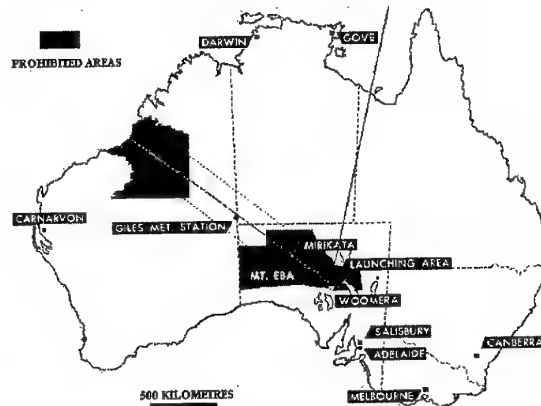 DARWIN
GOVE
PROHIBITED AREAS
CARNARVON
GILES MET. STATION
MIRIKATA
LAUNCHING AREA
MT. EBA
WOOMERA
SALISBURY
CANBERRA
ADELAIDE
500 KILOMETRES
MELBOURNE